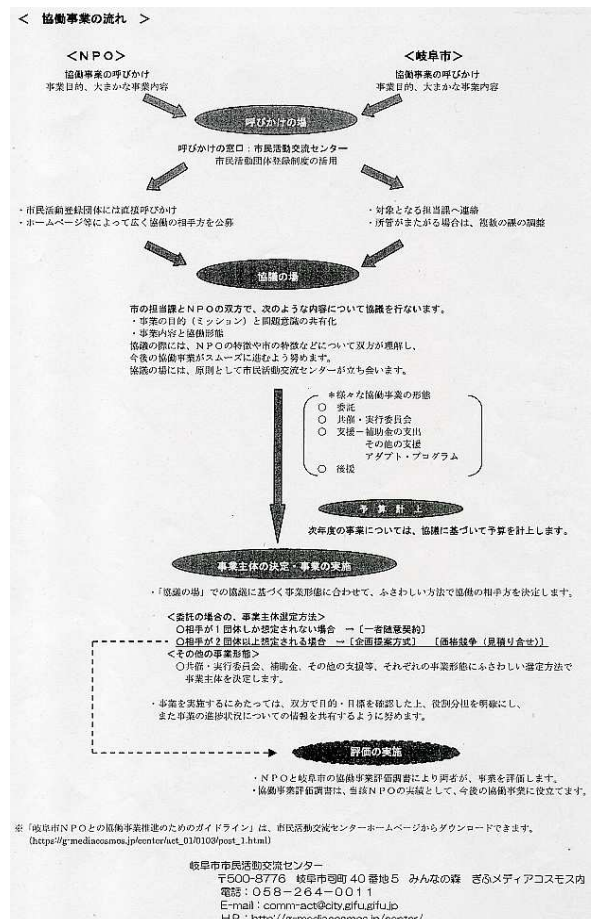 ＜ 協働事業の流れ ＞
＜ＮＰＯ＞
協働事業の呼びかけ
事業目的、大まかな事業内容
＜岐阜市＞
協働事業の呼びかけ
事業目的、大まかな事業内容
呼びかけの場
呼びかけの窓口：市民活動交流センター
市民活動団体登録制度の活用
・市民活動登録団体には直接呼びかけ
・ホームページ等によって広く協働の相手方を公募
・対象となる担当課へ連絡
・所管がまたがる場合は、複数の課の調整
協議の場
市の担当課とＮＰＯの双方で、次のような内容について協議を行ないます。
・事業の目的（ミッション）と問題意識の共有化
・事業内容と協働形態
協議の際には、ＮＰＯの特徴や市の特徴などについて双方が理解し、
今後の協働事業がスムーズに進むよう努めます。
協議の場には、原則として市民活動交流センターが立ち会います。
＊様々な協働事業の形態
○ 委託
○ 共催・実行委員会
○ 支援－補助金の支出
その他の支援
アダプト・プログラム
○ 後援
予算計上
次年度の事業については、協議に基づいて予算を計上します。
事業主体の決定・事業の実施
・「協議の場」での協議に基づく事業形態に合わせて、ふさわしい方法で協働の相手方を決定します。
＜委託の場合の、事業主体選定方法＞
○相手が１団体しか想定されない場合 →［一者随意契約］
○相手が２団体以上想定される場合 →［企画提案方式］ ［価格競争（見積り合せ）］
＜その他の事業形態＞
○共催・実行委員会、補助金、その他の支援等、それぞれの事業形態にふさわしい選定方法で
事業主体を決定します。
・事業を実施するにあたっては、双方で目的・目標を確認した上、役割分担を明確にし、
また事業の進捗状況についての情報を共有するように努めます。
評価の実施
・ＮＰＯと岐阜市の協働事業評価調書により両者が、事業を評価します。
・協働事業評価調書は、当該ＮＰＯの実績として、今後の協働事業に役立てます。
※「岐阜市ＮＰＯとの協働事業推進のためのガイドライン」は、市民活動交流センターホームページからダウンロードできます。
(https://g-mediacosmos.jp/center/act_01/0103/post_1.html)
岐阜市市民活動交流センター
〒500-8776 岐阜市司町 40 番地 5 みんなの森 ぎふメディアコスモス内
電話：０５８－２６４－００１１
E-mail：comm-act@city.gifu.gifu.jp
H P：http://g-mediacosmos.jp/center/